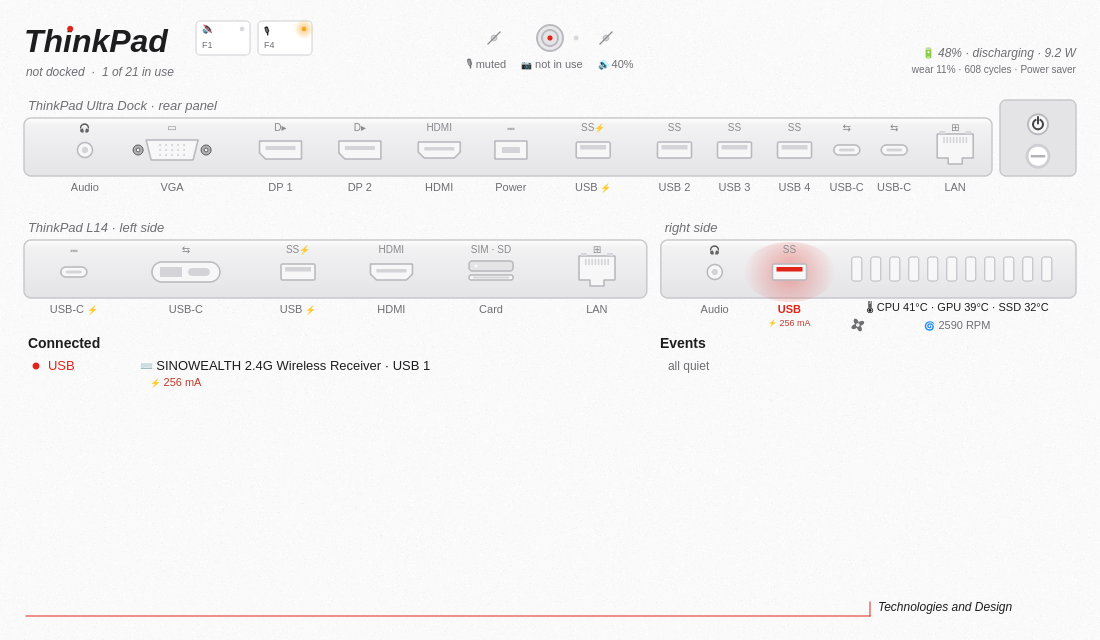 ThinkPad
F1
F4
muted
not in use
40%
48% · discharging · 9.2 W
not docked · 1 of 21 in use
wear 11% · 608 cycles · Power saver
ThinkPad Ultra Dock · rear panel
D▸ D▸ HDMI SS⚡ SS SS SS
Audio VGA DP 1 DP 2 HDMI Power USB ⚡ USB 2 USB 3 USB 4 USB-C USB-C LAN
ThinkPad L14 · left side
right side
SS⚡ HDMI SIM · SD
SS
USB-C ⚡ USB-C USB ⚡ HDMI Card LAN
Audio USB
CPU 41°C · GPU 39°C · SSD 32°C
⚡ 256 mA
2590 RPM
Connected
Events
USB
SINOWEALTH 2.4G Wireless Receiver · USB 1
all quiet
⚡ 256 mA
Technologies and Design